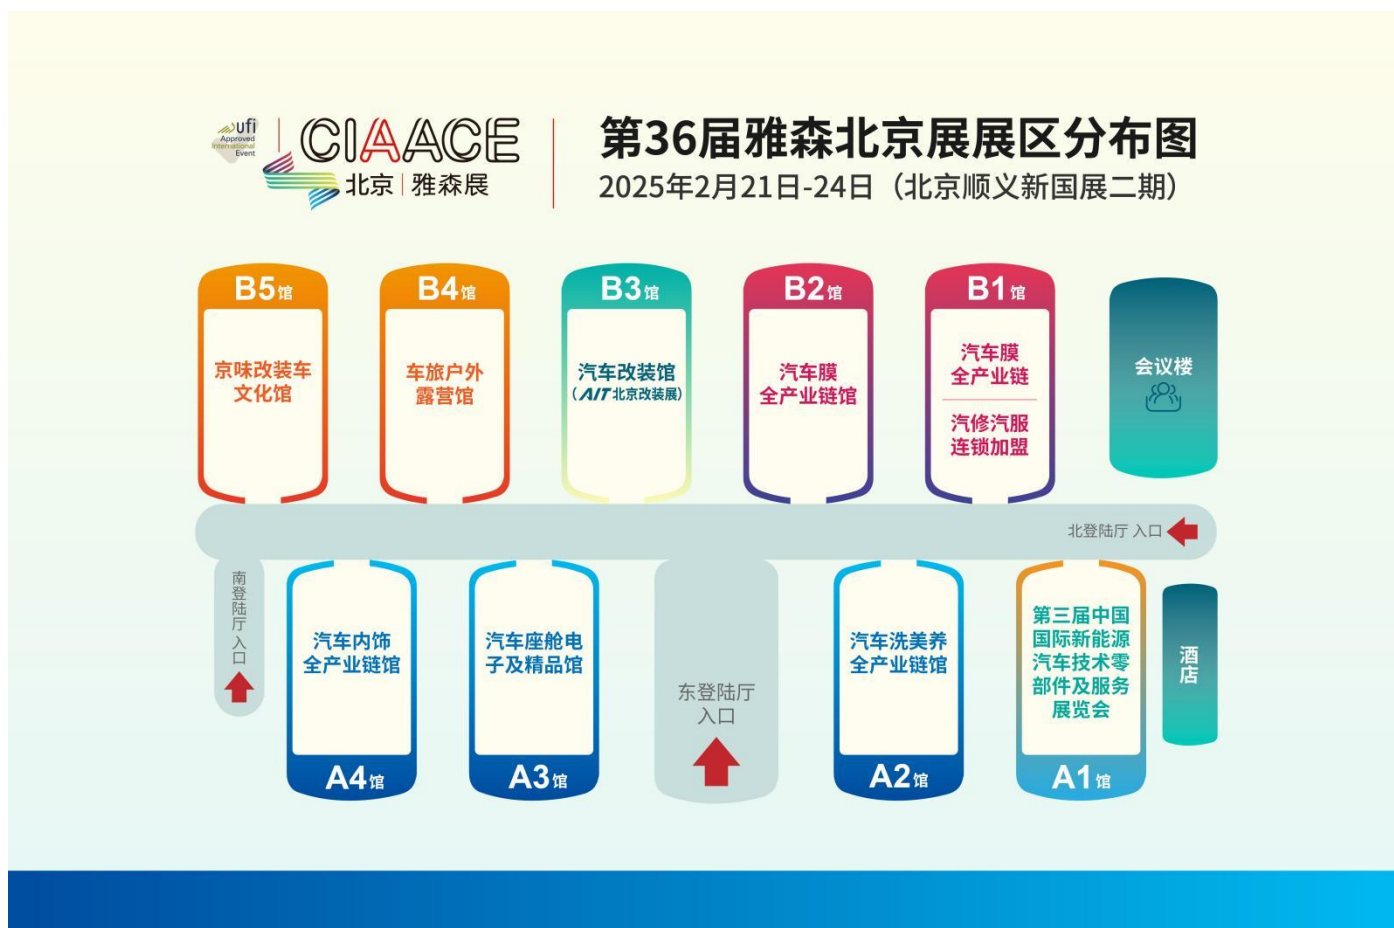 ufi
Approved
International
Event
CIAACE
北京 | 雅森展
第36届雅森北京展展区分布图
2025年2月21日-24日（北京顺义新国展二期）
B5馆
京味改装车
文化馆
B4馆
车旅户外
露营馆
B3馆
汽车改装馆
（AIT北京改装展）
B2馆
汽车膜
全产业链馆
B1馆
汽车膜
全产业链
汽修汽服
连锁加盟
会议楼
北登陆厅 入口
南登陆厅 入口
汽车内饰
全产业链馆
A4馆
汽车座舱电
子及精品馆
A3馆
东登陆厅
入口
汽车洗美养
全产业链馆
A2馆
第三届中国
国际新能源
汽车技术零
部件及服务
展览会
A1馆
酒店